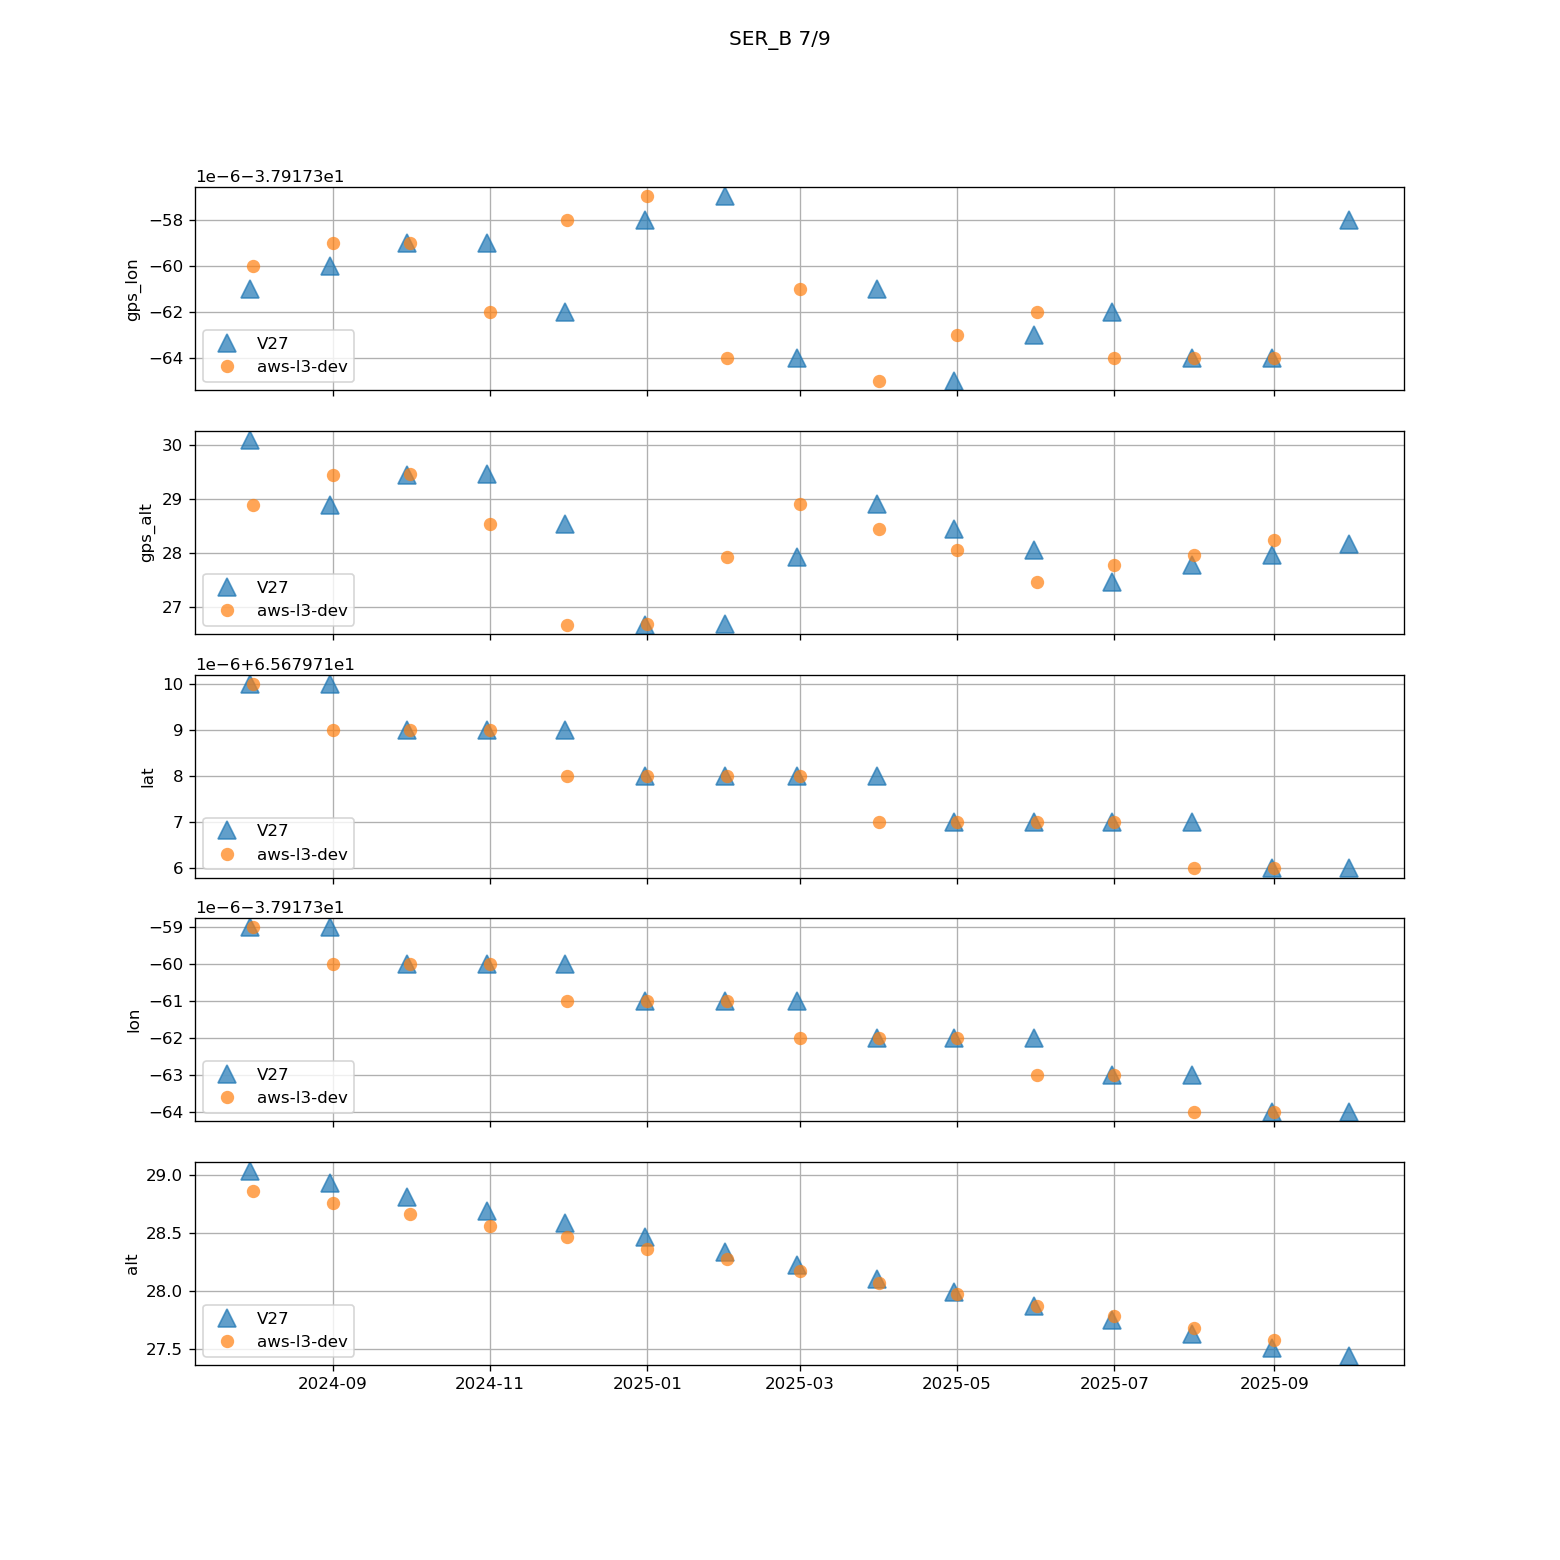 SER_B 7/9
1e−6−3.79173e1
−58
−60
−62
−64
gps_lon
V27
aws-l3-dev
30
29
28
27
gps_alt
V27
aws-l3-dev
1e−6+6.567971e1
10
9
8
7
6
lat
V27
aws-l3-dev
1e−6−3.79173e1
−59
−60
−61
−62
−63
−64
lon
V27
aws-l3-dev
29.0
28.5
28.0
27.5
alt
V27
aws-l3-dev
2024-09 2024-11 2025-01 2025-03 2025-05 2025-07 2025-09